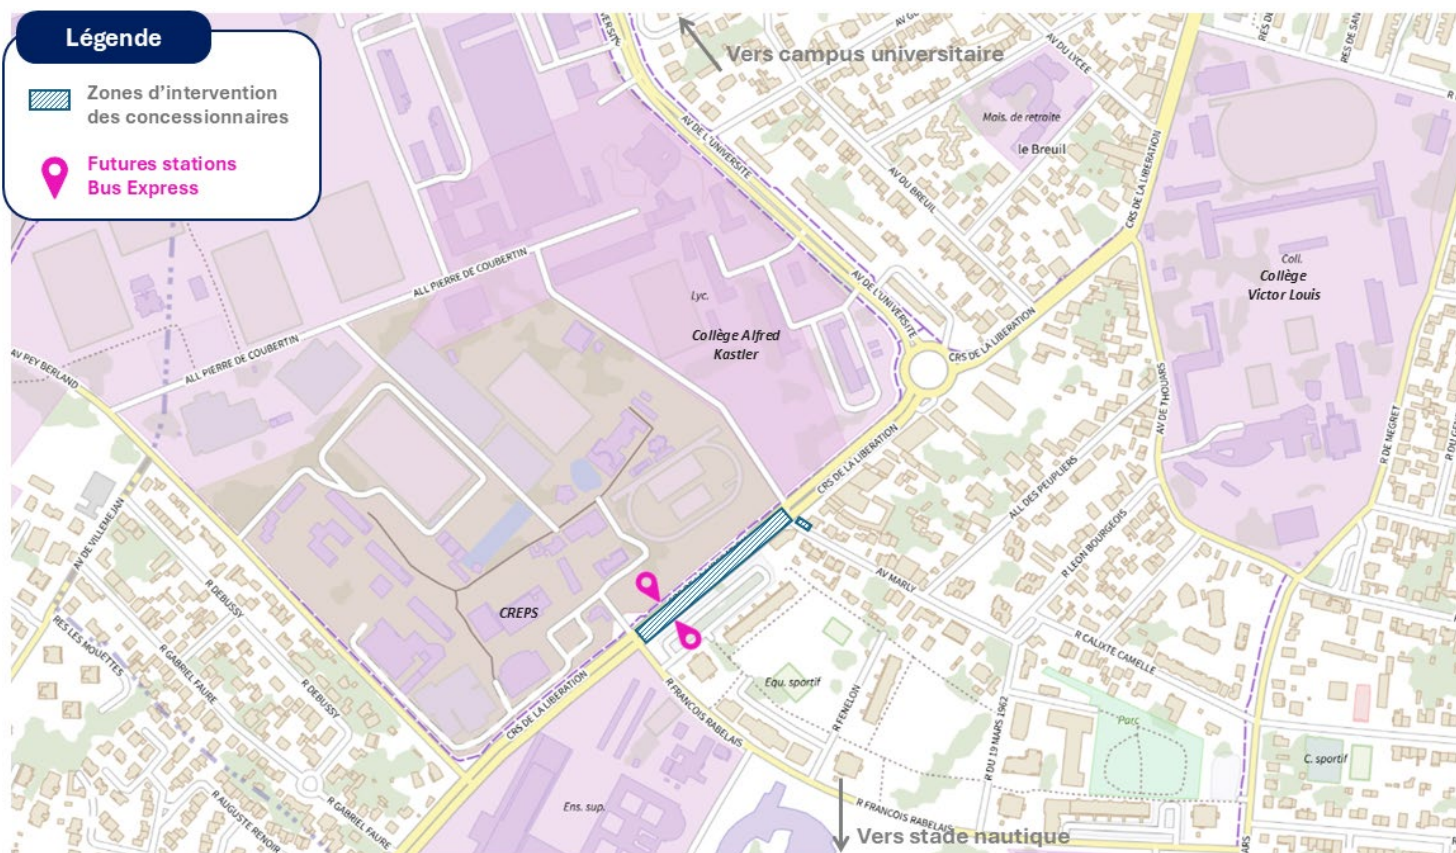 Légende
Zones d'intervention
des concessionnaires
Futures stations
Bus Express
Vers campus universitaire
AV DU LYCEE
RES DE SAN
Mais. de retraite
le Breuil
AV DE L'UNIVERSITÉ
AV DU BREUIL
CRS DE LA LIBERATION
ALL PIERRE DE COUBERTIN
Coll.
Collège
Victor Louis
AV DE L'UNIVERSITÉ
Lyc.
Collège Alfred
Kastler
CRS DE LA LIBERATION
ALL PIERRE DE COUBERTIN
AV PEY BERLAND
AV DE THOUARS
R DE MEGRET
CRS DE LA LIBERATION
ALL DES PEUPLIERS
AV DE VILLEMEJAN
R LEON BOURGEOIS
AV MARLY
R DEBUSSY
CREPS
RES LES MOUETTES
R GABRIEL FAURE
R DEBUSSY
R CALIXTE CAMELLE
CRS DE LA LIBERATION
R FRANCOIS RABELAIS
Equ. sportif
R FENELON
R DU 19 MARS 1962
Parc
C. sportif
Ens. sup.
R AUGUSTE RENOIR
R GABRIEL FAURE
R FRANCOIS RABELAIS
Vers stade nautique